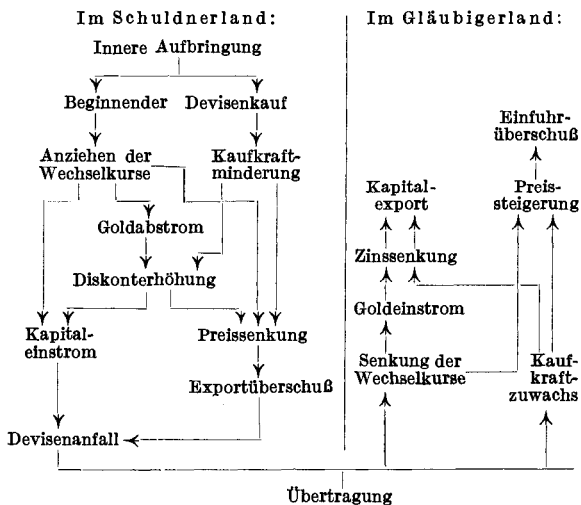 Im Schuldnerland:
Innere Aufbringung
Beginnender Devisenkauf
Anziehen der
Wechselkurse
Kaufkraft-
minderung
Goldabstrom
Diskonterhöhung
Kapital-
einstrom
Preissenkung
Exportüberschuß
Devisenanfall
Im Gläubigerland:
Einfuhr-
überschuß
Kapital-
export
Preis-
steigerung
Zinssenkung
Goldeinstrom
Senkung der
Wechselkurse
Kauf-
kraft-
zuwachs
Übertragung